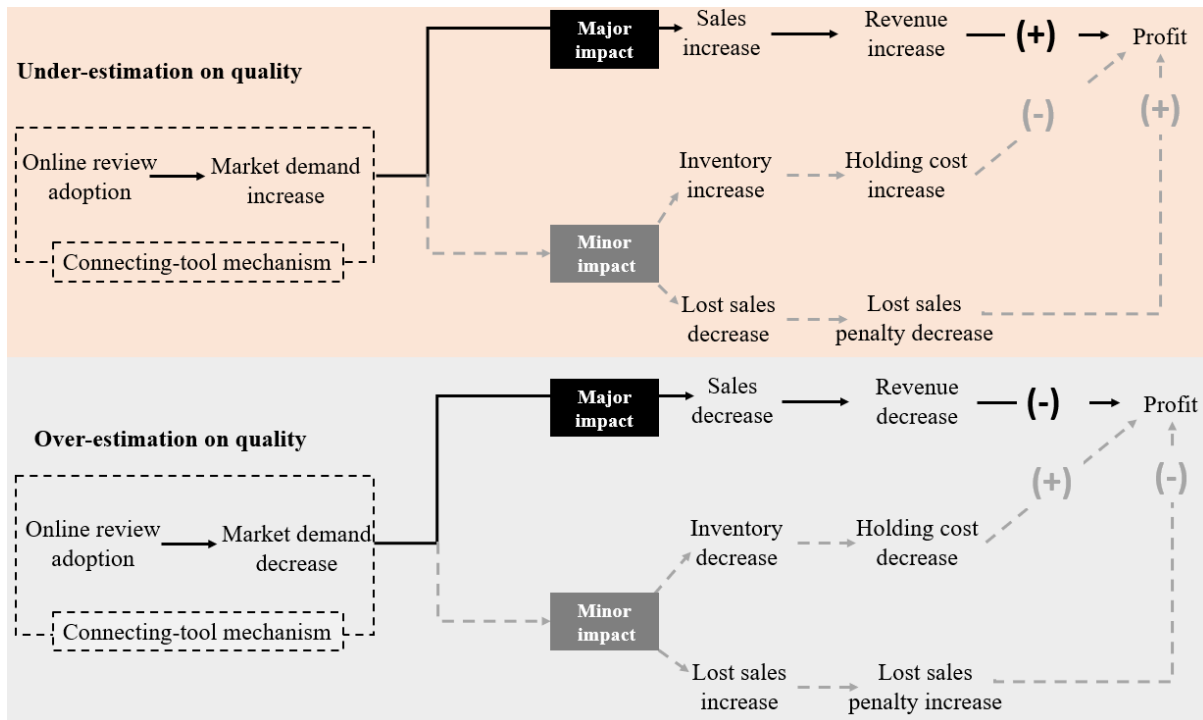 Under-estimation on quality
Online review
adoption
Market demand
increase
Connecting-tool mechanism
Major
impact
Sales
increase
Revenue
increase
(+)
Profit
Minor
impact
Inventory
increase
Holding cost
increase
(-)
Lost sales
decrease
Lost sales
penalty decrease
(+)
Over-estimation on quality
Online review
adoption
Market demand
decrease
Connecting-tool mechanism
Major
impact
Sales
decrease
Revenue
decrease
(-)
Profit
Minor
impact
Inventory
decrease
Holding cost
decrease
(+)
Lost sales
increase
Lost sales
penalty increase
(-)